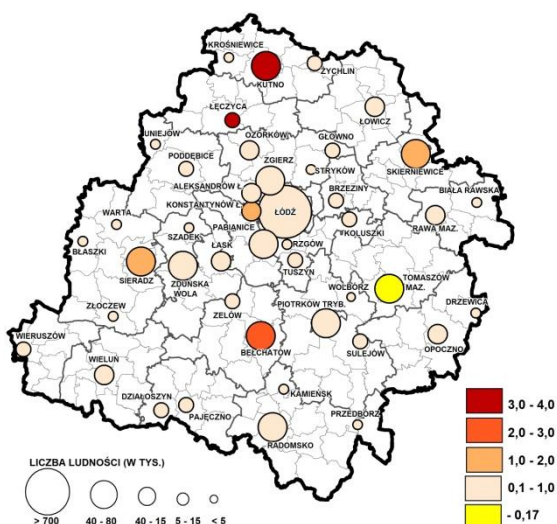 KROŚNIEWICE
KUTNO
ŻYCHLIN
ŁĘCZYCA
ŁOWICZ
UNIEJÓW
OZORKÓW
GŁOWNO
PODDĘBICE
ZGIERZ
STRYKÓW
SKIERNIEWICE
ALEKSANDRÓW Ł.
BRZEZINY
BIAŁA RAWSKA
KONSTANTYNÓW Ł.
ŁÓDŹ
WARTA
SZADEK
PABIANICE
KOLUSZKI
RAWA MAZ.
BŁASZKI
ŁASK
RZGÓW
TUSZYN
SIERADZ
ZDUŃSKA
WOLA
WOLBÓRZ
TOMASZÓW
MAZ.
ZŁOCZEW
ZELÓW
PIOTRKÓW TRYB.
DRZEWICA
WIERUSZÓW
BEŁCHATÓW
SULEJÓW
OPOCZNO
WIELUŃ
KAMIEŃSK
DZIAŁOSZYN
PAJĘCZNO
PRZEDBÓRZ
RADOMSKO
3,0 - 4,0
2,0 - 3,0
1,0 - 2,0
0,1 - 1,0
- 0,17
LICZBA LUDNOŚCI (W TYS.)
> 700 40 - 80 40 - 15 5 - 15 < 5